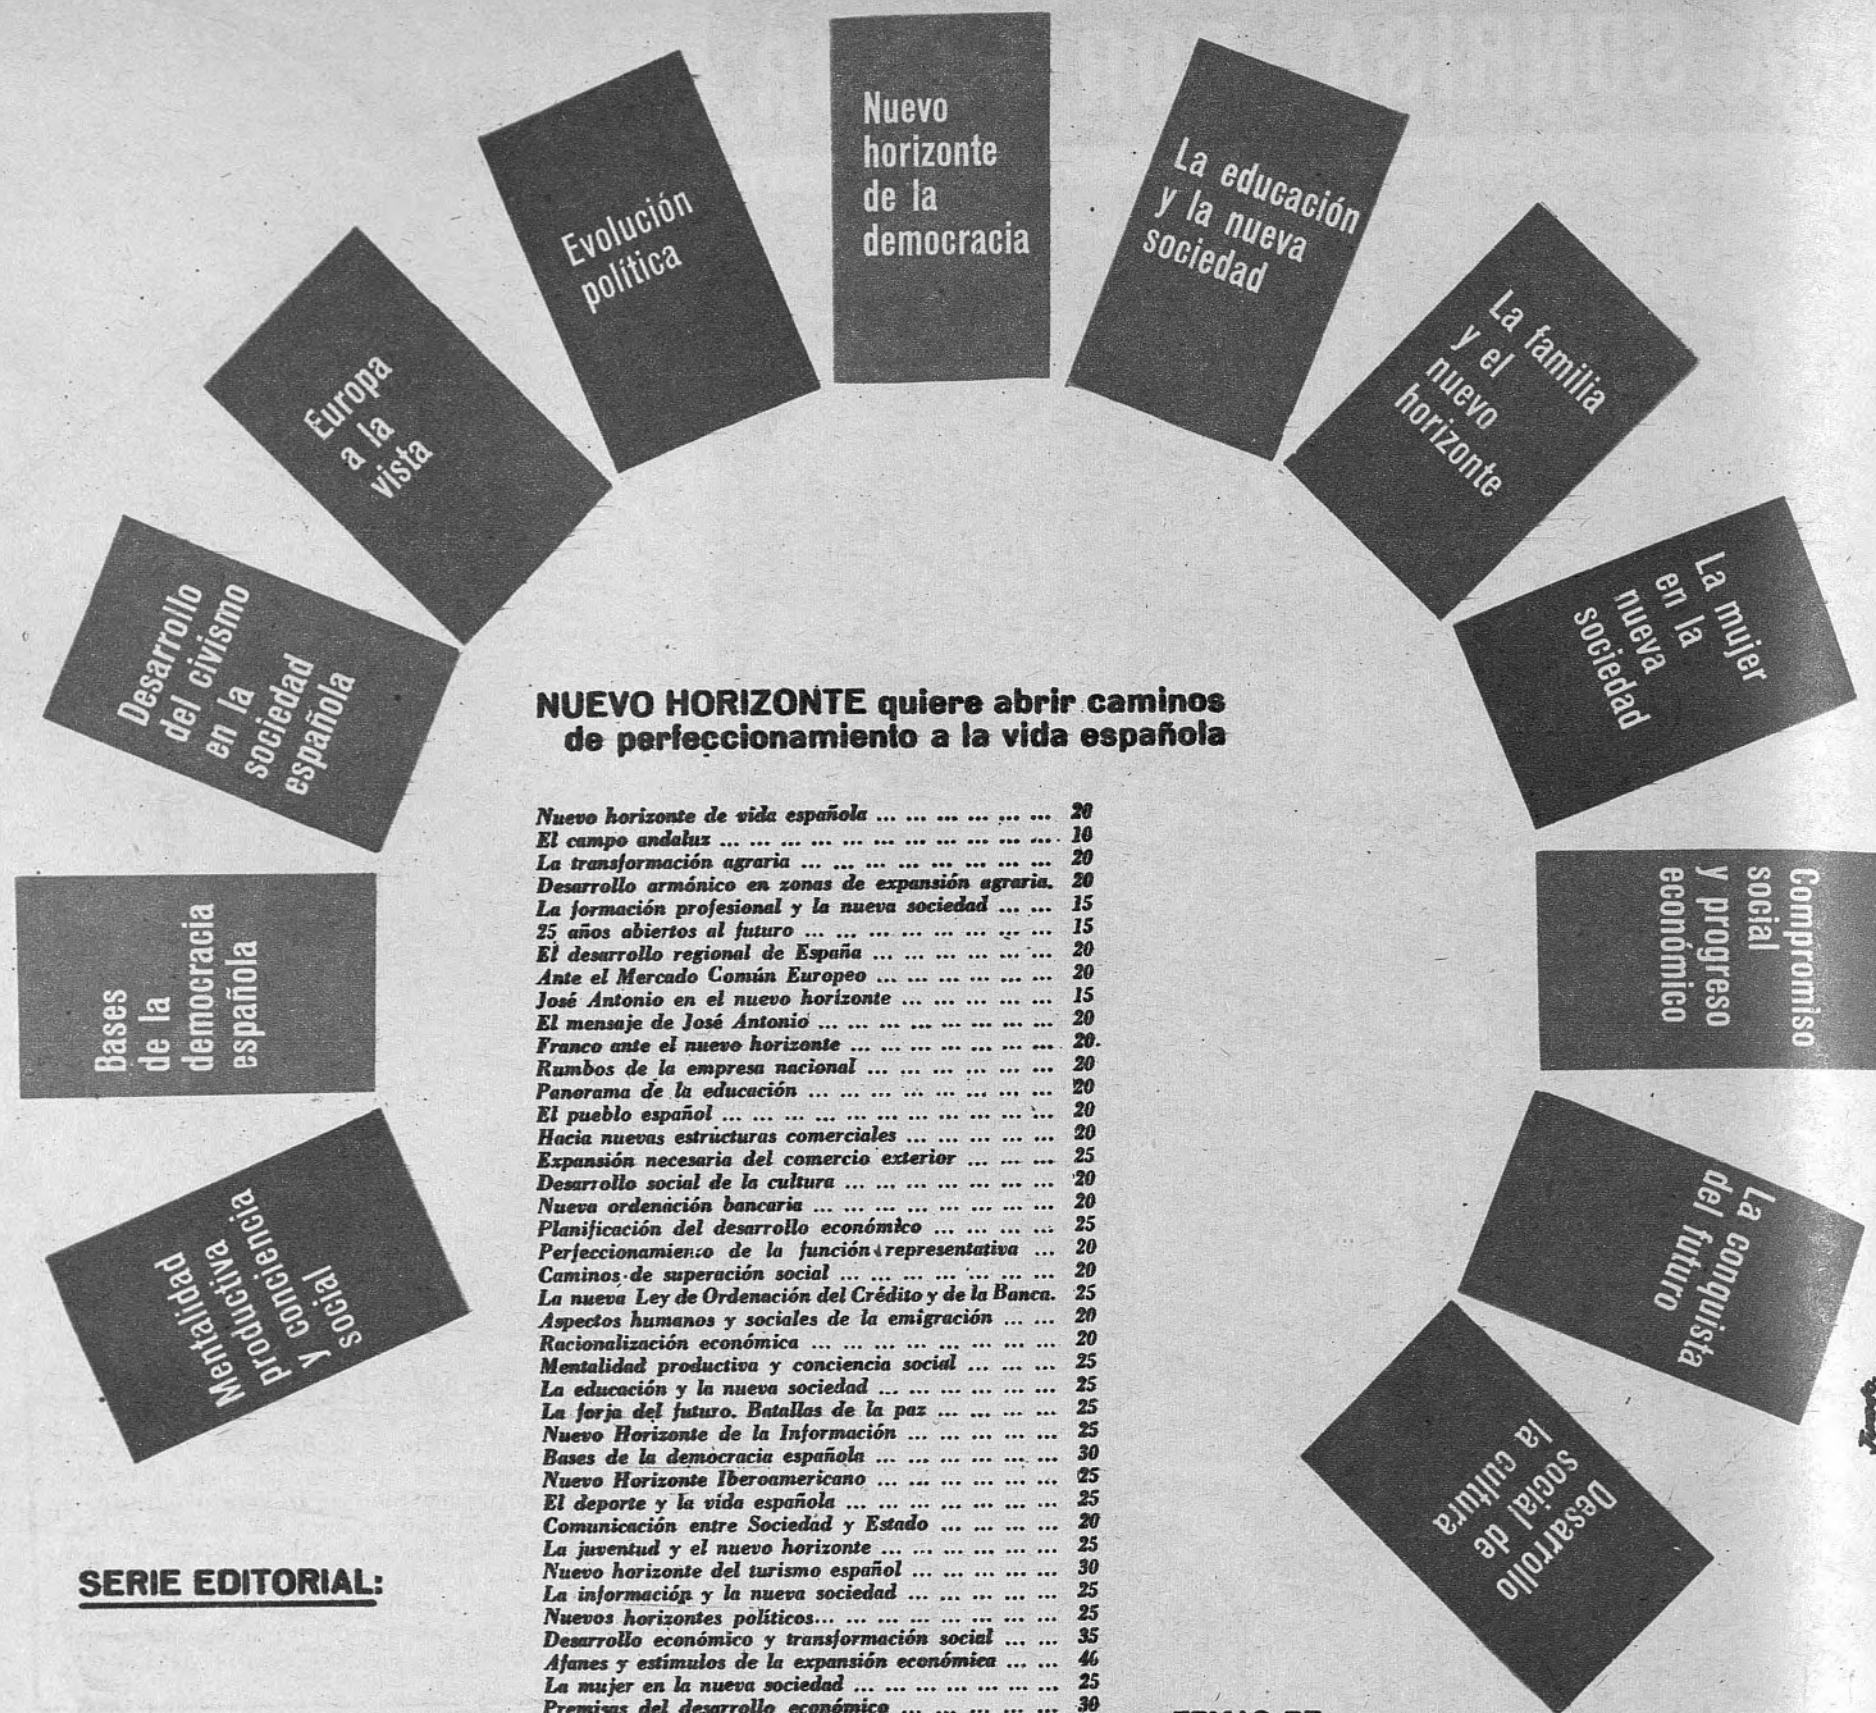 Nuevo
horizonte
de la
democracia
La educación
y la nueva
sociedad
La familia
y el
nuevo
horizonte
La mujer
en la
nueva
sociedad
Compromiso
social
y progreso
económico
La conquista
del futuro
Desarrollo
social de
la cultura
Evolución
política
Europa
a la
vista
Desarrollo
del civismo
en la
sociedad
española
Bases
de la
democracia
española
Mentalidad
productiva
y conciencia
social
NUEVO HORIZONTE quiere abrir caminos
de perfeccionamiento a la vida española
Nuevo horizonte de vida española ... ... ... ... ... ... 20
El campo andaluz ... ... ... ... ... ... ... ... ... ... ... 10
La transformación agraria ... ... ... ... ... ... ... ... 20
Desarrollo armónico en zonas de expansión agraria. 20
La formación profesional y la nueva sociedad ... ... 15
25 años abiertos al futuro ... ... ... ... ... ... ... ... 15
El desarrollo regional de España ... ... ... ... ... ... 20
Ante el Mercado Común Europeo ... ... ... ... ... ... 20
José Antonio en el nuevo horizonte ... ... ... ... ... 15
El mensaje de José Antonio ... ... ... ... ... ... ... ... 20
Franco ante el nuevo horizonte ... ... ... ... ... ... ... 20.
Rumbos de la empresa nacional ... ... ... ... ... ... 20
Panorama de la educación ... ... ... ... ... ... ... ... 20
El pueblo español ... ... ... ... ... ... ... ... ... ... ... 20
Hacia nuevas estructuras comerciales ... ... ... ... ... 20
Expansión necesaria del comercio exterior ... ... ... 25
Desarrollo social de la cultura ... ... ... ... ... ... ... 20
Nueva ordenación bancaria ... ... ... ... ... ... ... ... 20
Planificación del desarrollo económico ... ... ... ... 25
Perfeccionamiento de la función representativa ... 20
Caminos de superación social ... ... ... ... ... ... ... 20
La nueva Ley de Ordenación del Crédito y de la Banca. 25
Aspectos humanos y sociales de la emigración ... ... 20
Racionalización económica ... ... ... ... ... ... ... ... 20
Mentalidad productiva y conciencia social ... ... ... 25
La educación y la nueva sociedad ... ... ... ... ... ... 25
La forja del futuro. Batallas de la paz ... ... ... ... 25
Nuevo Horizonte de la Información ... ... ... ... ... 25
Bases de la democracia española ... ... ... ... ... ... 30
Nuevo Horizonte Iberoamericano ... ... ... ... ... ... 25
El deporte y la vida española ... ... ... ... ... ... ... 25
Comunicación entre Sociedad y Estado ... ... ... ... 20
La juventud y el nuevo horizonte ... ... ... ... ... ... 25
Nuevo horizonte del turismo español ... ... ... ... ... 30
La información y la nueva sociedad ... ... ... ... ... 25
Nuevos horizontes políticos... ... ... ... ... ... ... ... 25
Desarrollo económico y transformación social ... ... 35
Afanes y estímulos de la expansión económica ... ... 40
La mujer en la nueva sociedad ... ... ... ... ... ... ... 25
Premisas del desarrollo económico ... ... ... ... ... ... 30
SERIE EDITORIAL: